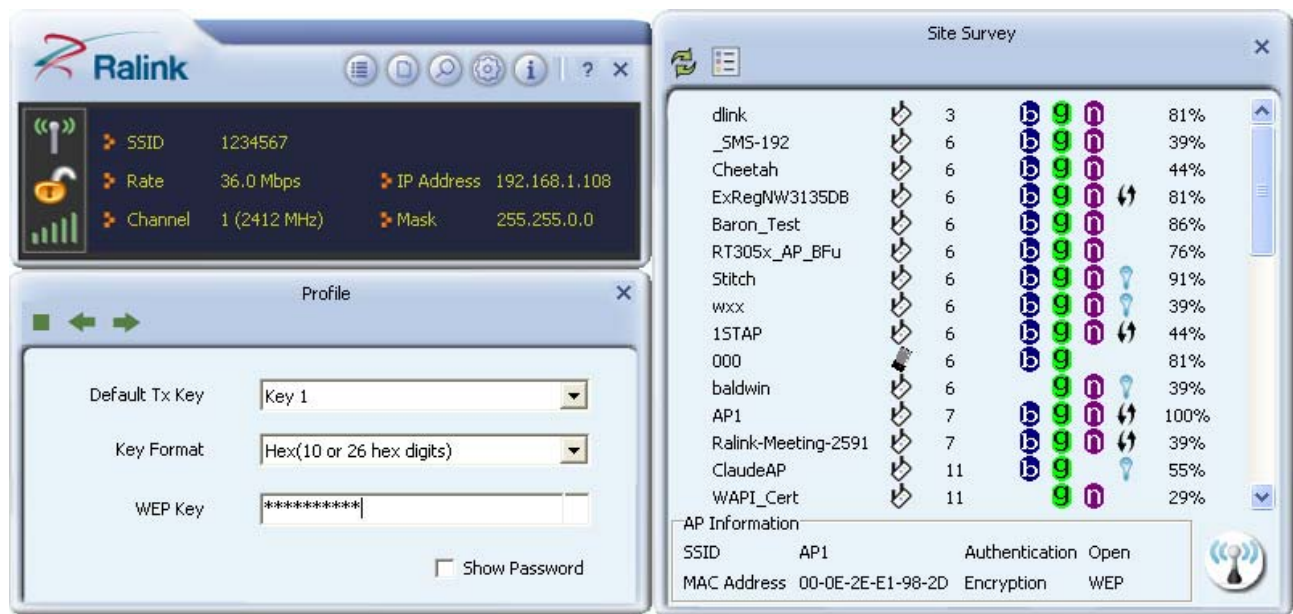 Ralink
? ×
SSID 1234567
Rate 36.0 Mbps IP Address 192.168.1.108
Channel 1 (2412 MHz) Mask 255.255.0.0
Profile
Default Tx Key Key 1
Key Format Hex(10 or 26 hex digits)
WEP Key **********
Show Password
Site Survey
dlink 3 b g n 81%
_SMS-192 6 b g n 39%
Cheetah 6 b g n 44%
ExRegNW3135DB 6 b g n 81%
Baron_Test 6 b g n 86%
RT305x_AP_BFu 6 b g n 76%
Stitch 6 b g n 91%
wxx 6 b g n 39%
1STAP 6 b g n 44%
000 6 b g 81%
baldwin 6 g n 39%
AP1 7 b g n 100%
Ralink-Meeting-2591 7 b g n 39%
ClaudeAP 11 b g 55%
WAPI_Cert 11 g n 29%
AP Information
SSID AP1 Authentication Open
MAC Address 00-0E-2E-E1-98-2D Encryption WEP